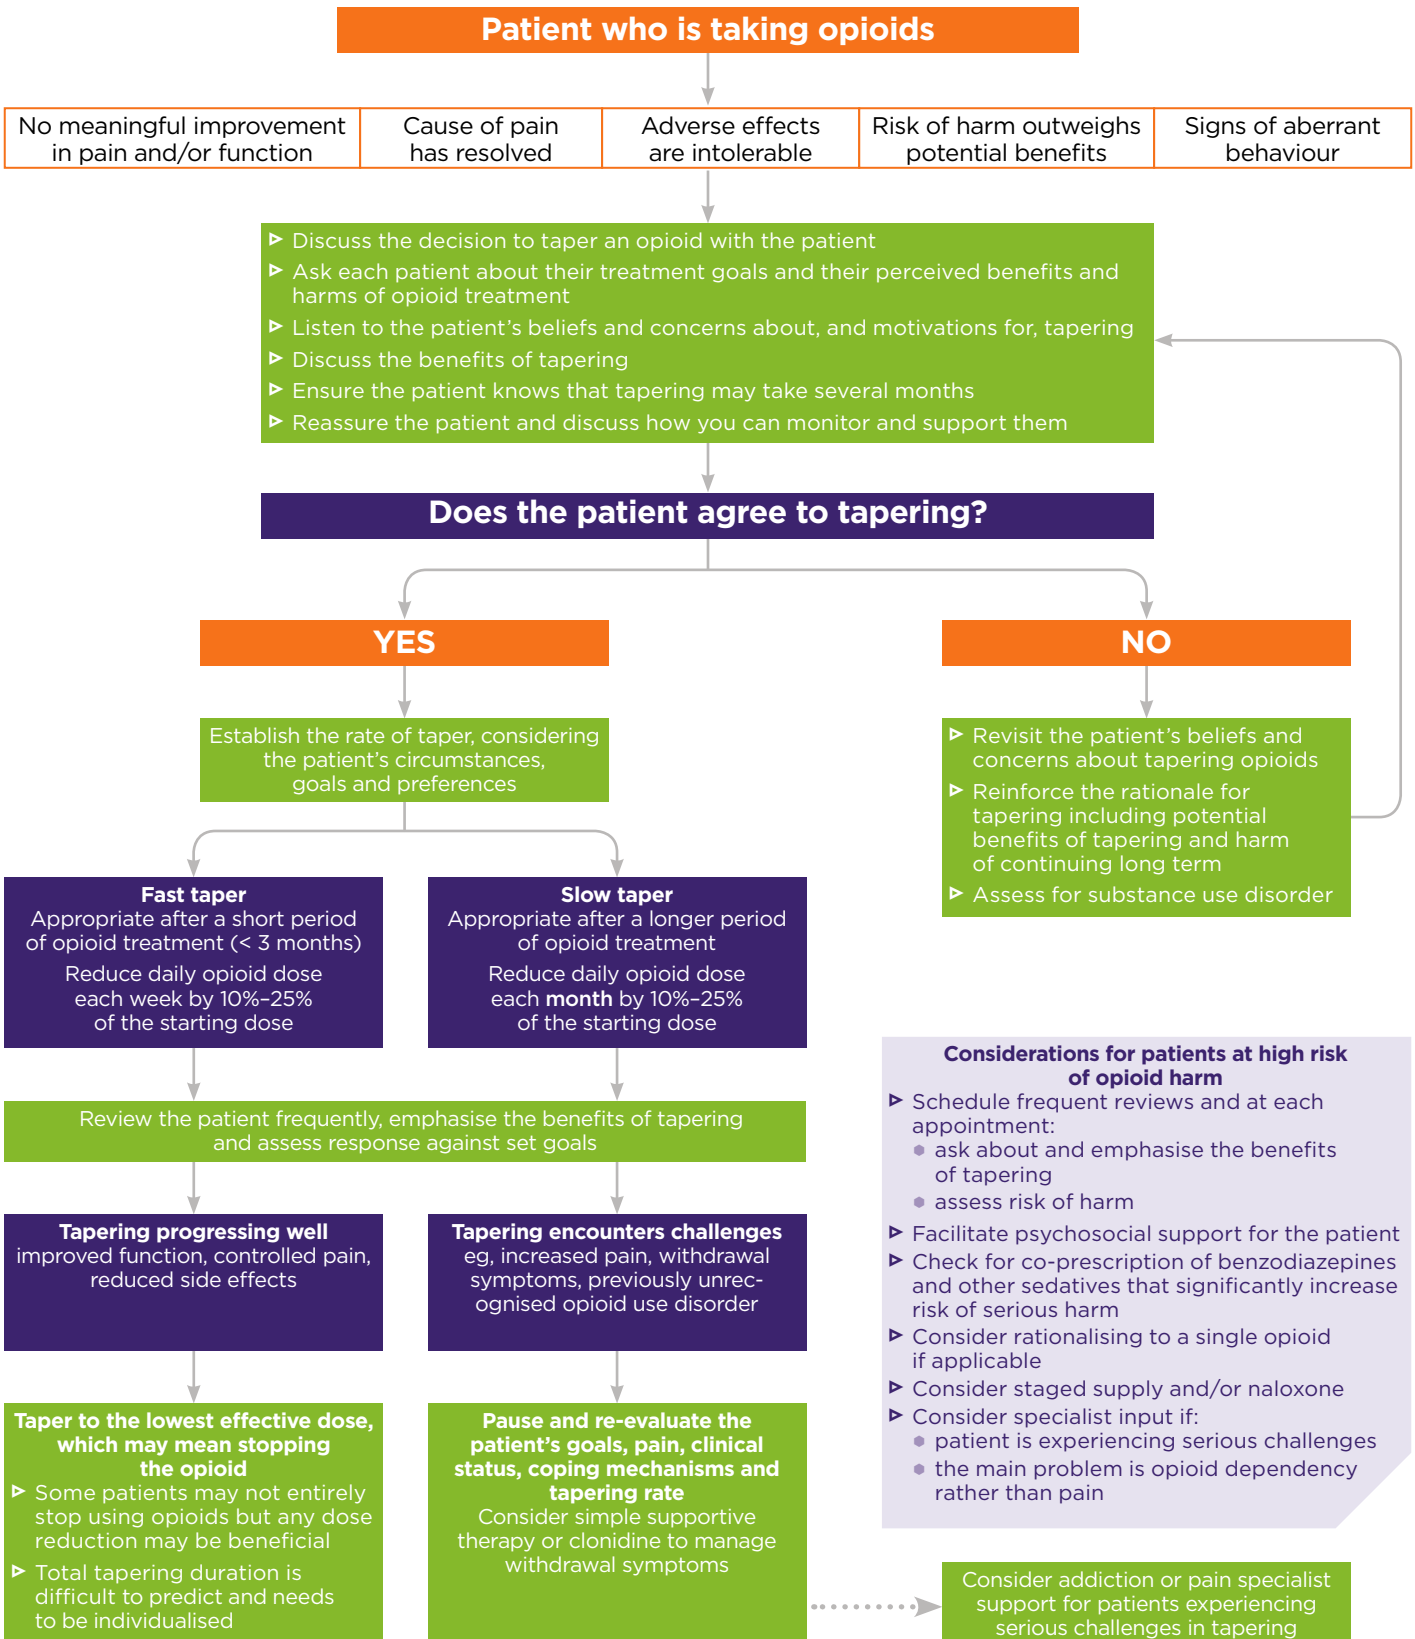 Patient who is taking opioids
No meaningful improvement
in pain and/or function
Cause of pain
has resolved
Adverse effects
are intolerable
Risk of harm outweighs
potential benefits
Signs of aberrant
behaviour
Discuss the decision to taper an opioid with the patient
Ask each patient about their treatment goals and their perceived benefits and
harms of opioid treatment
Listen to the patient's beliefs and concerns about, and motivations for, tapering
Discuss the benefits of tapering
Ensure the patient knows that tapering may take several months
Reassure the patient and discuss how you can monitor and support them
Does the patient agree to tapering?
YES
Establish the rate of taper, considering
the patient's circumstances,
goals and preferences
NO
Revisit the patient's beliefs and
concerns about tapering opioids
Reinforce the rationale for
tapering including potential
benefits of tapering and harm
of continuing long term
Assess for substance use disorder
Fast taper
Appropriate after a short period
of opioid treatment (< 3 months)
Reduce daily opioid dose
each week by 10%–25%
of the starting dose
Slow taper
Appropriate after a longer period
of opioid treatment
Reduce daily opioid dose
each month by 10%–25%
of the starting dose
Review the patient frequently, emphasise the benefits of tapering
and assess response against set goals
Tapering progressing well
improved function, controlled pain,
reduced side effects
Tapering encounters challenges
eg, increased pain, withdrawal
symptoms, previously unrec-
ognised opioid use disorder
Taper to the lowest effective dose,
which may mean stopping
the opioid
Some patients may not entirely
stop using opioids but any dose
reduction may be beneficial
Total tapering duration is
difficult to predict and needs
to be individualised
Pause and re-evaluate the
patient's goals, pain, clinical
status, coping mechanisms and
tapering rate
Consider simple supportive
therapy or clonidine to manage
withdrawal symptoms
Considerations for patients at high risk
of opioid harm
Schedule frequent reviews and at each
appointment:
ask about and emphasise the benefits
of tapering
assess risk of harm
Facilitate psychosocial support for the patient
Check for co-prescription of benzodiazepines
and other sedatives that significantly increase
risk of serious harm
Consider rationalising to a single opioid
if applicable
Consider staged supply and/or naloxone
Consider specialist input if:
patient is experiencing serious challenges
the main problem is opioid dependency
rather than pain
Consider addiction or pain specialist
support for patients experiencing
serious challenges in tapering